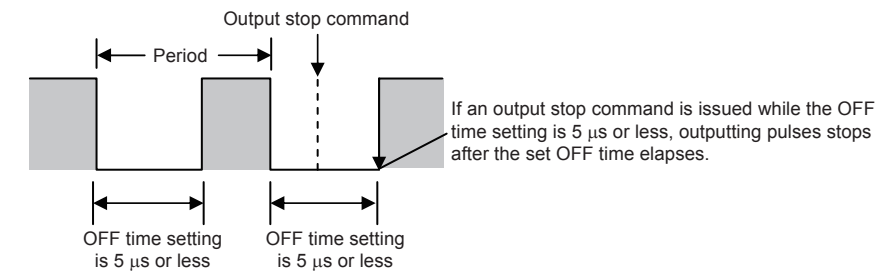 Output stop command
Period
If an output stop command is issued while the OFF
time setting is 5 μs or less, outputting pulses stops
after the set OFF time elapses.
OFF time setting
is 5 μs or less
OFF time setting
is 5 μs or less